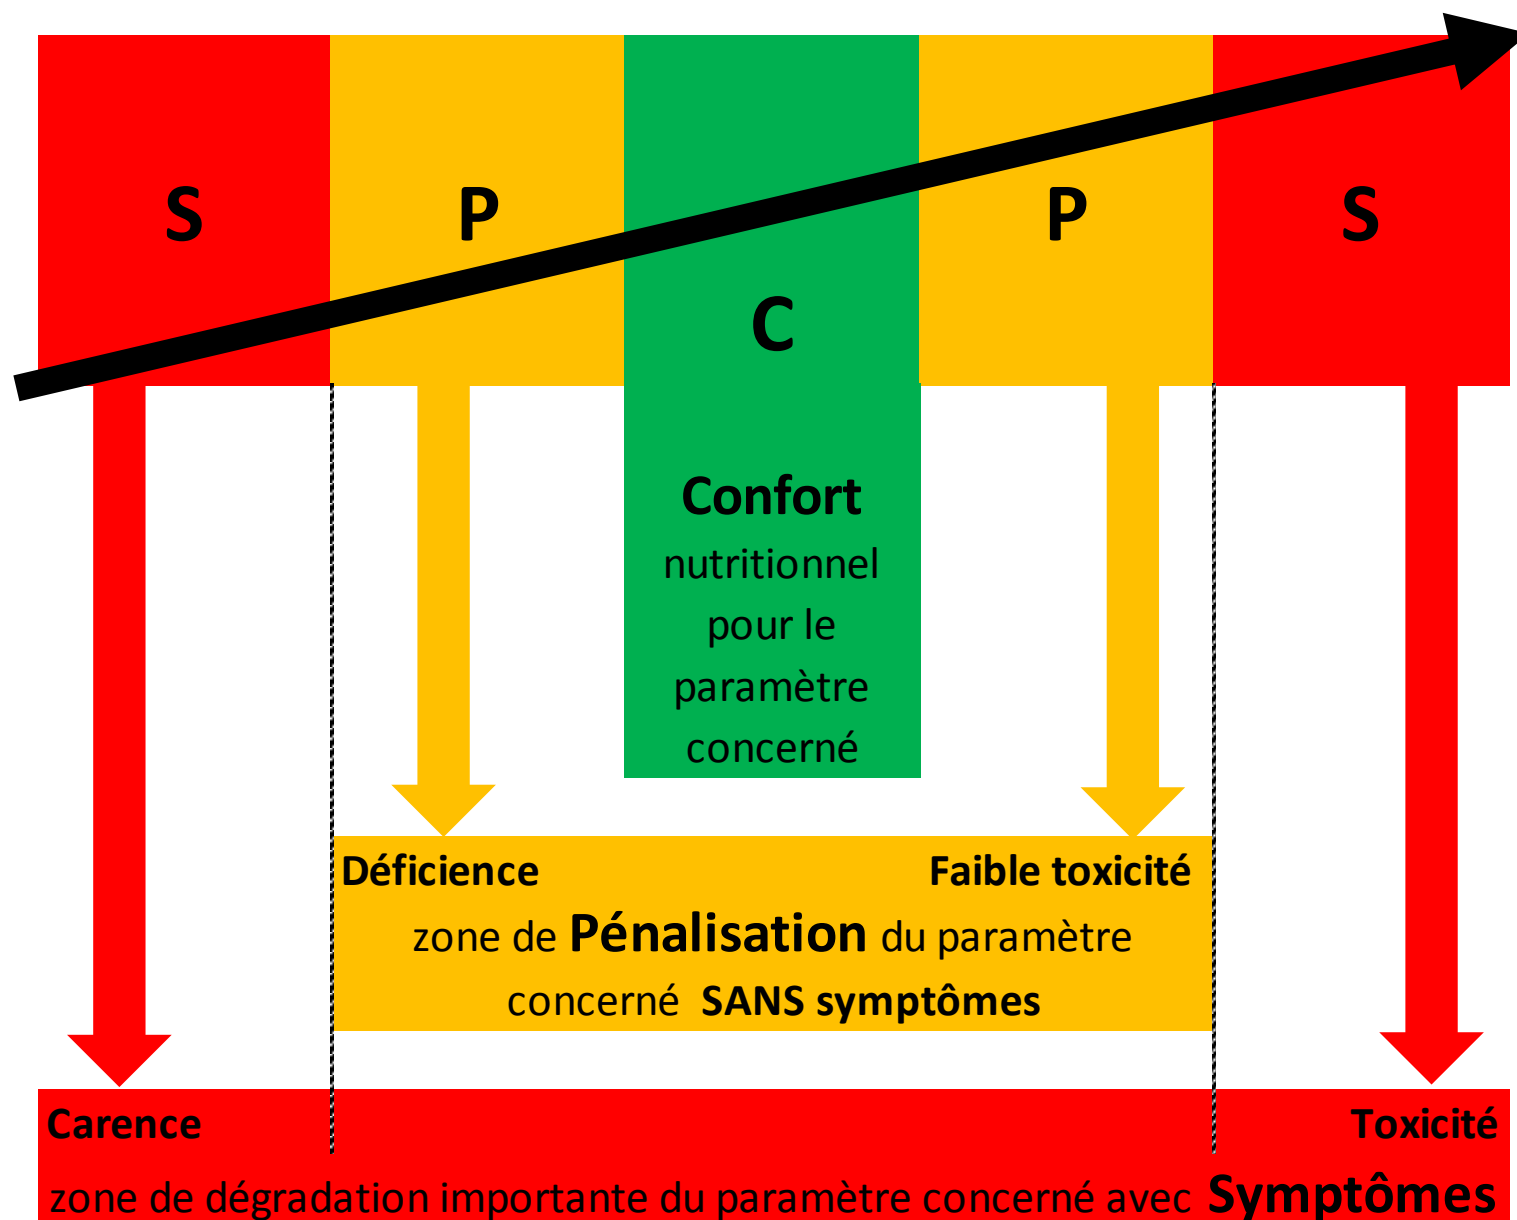 S
P
C
P
S
Confort
nutritionnel
pour le
paramètre
concerné
Déficience
Faible toxicité
zone de Pénalisation du paramètre
concerné SANS symptômes
Carence
Toxicité
zone de dégradation importante du paramètre concerné avec Symptômes